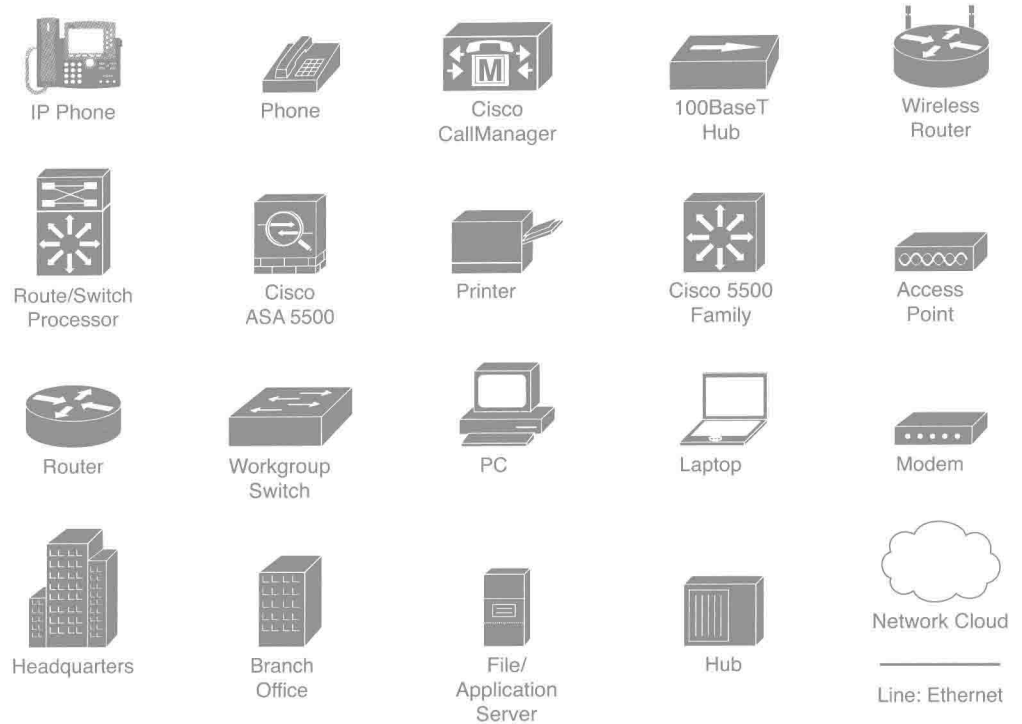 IP Phone
Phone
Cisco
CallManager
M
100BaseT
Hub
Wireless
Router
Route/Switch
Processor
Cisco
ASA 5500
Printer
Cisco 5500
Family
Access
Point
Router
Workgroup
Switch
PC
Laptop
Modem
Headquarters
Branch
Office
File/
Application
Server
Hub
Network Cloud
Line: Ethernet